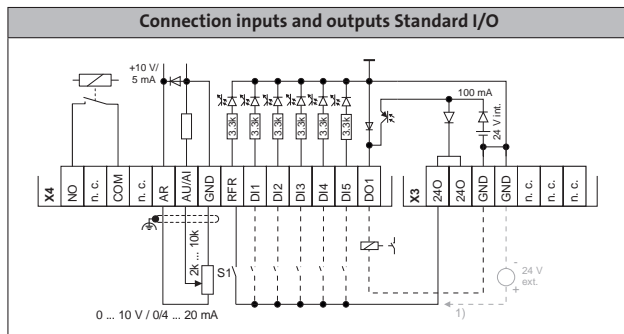 Connection inputs and outputs Standard I/O
+10 V/
5 mA
100 mA
3.3k
3.3k
3.3k
3.3k
3.3k
3.3k
24 V int.
X4
NO
n. c.
COM
n. c.
AR
AU/AI
GND
RFR
DI1
DI2
DI3
DI4
DI5
DO1
X3
24O
24O
GND
GND
n. c.
n. c.
n. c.
2k ... 10k
S1
-
24 V
ext.
+
1)
0 ... 10 V / 0/4 ... 20 mA